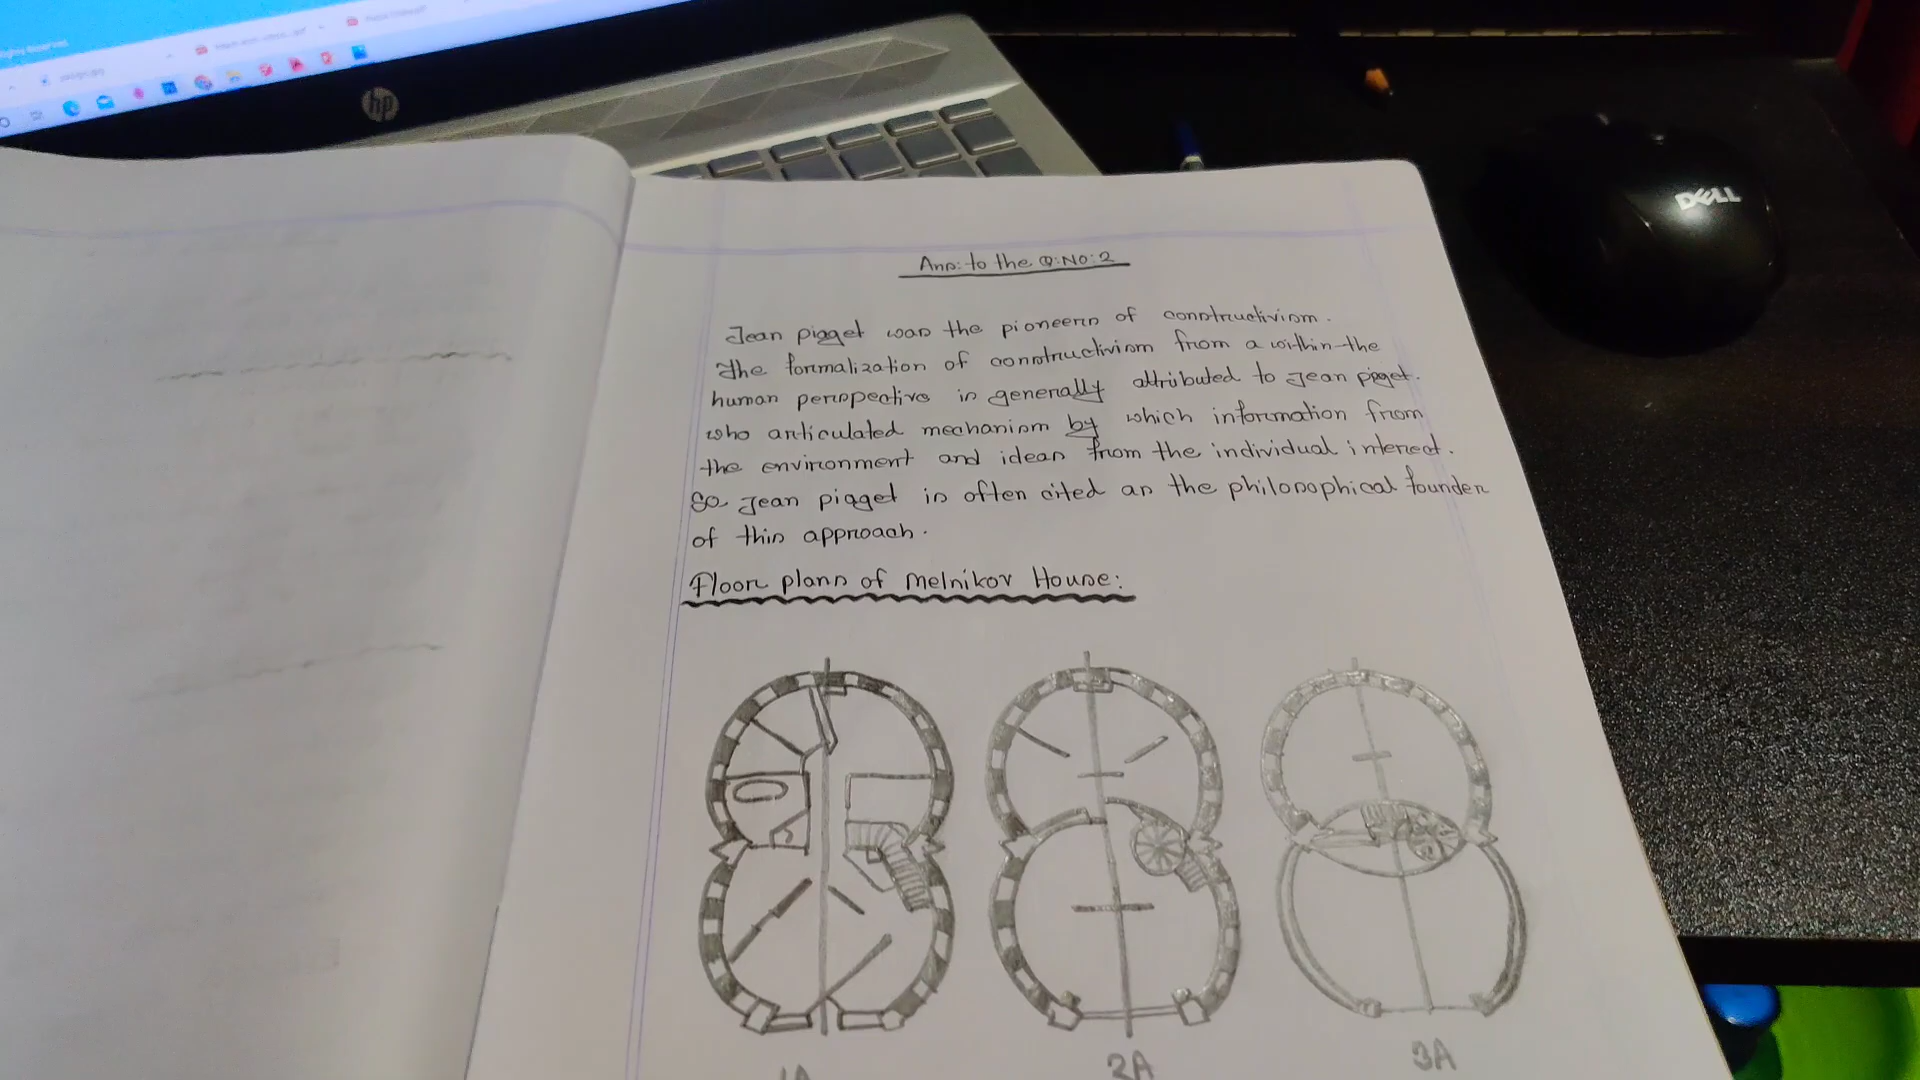 hp
DELL
Ans: to the Q: No: 2
Jean piaget was the pioneers of constructivism.
The formalization of constructivism from a within-the
human perspective is generally attributed to Jean piaget.
who articulated mechanism by which information from
the environment and ideas from the individual interect.
So Jean piaget is often cited as the philosophical founder
of this approach.
Floor plans of Melnikov House:
1A 2A 3A